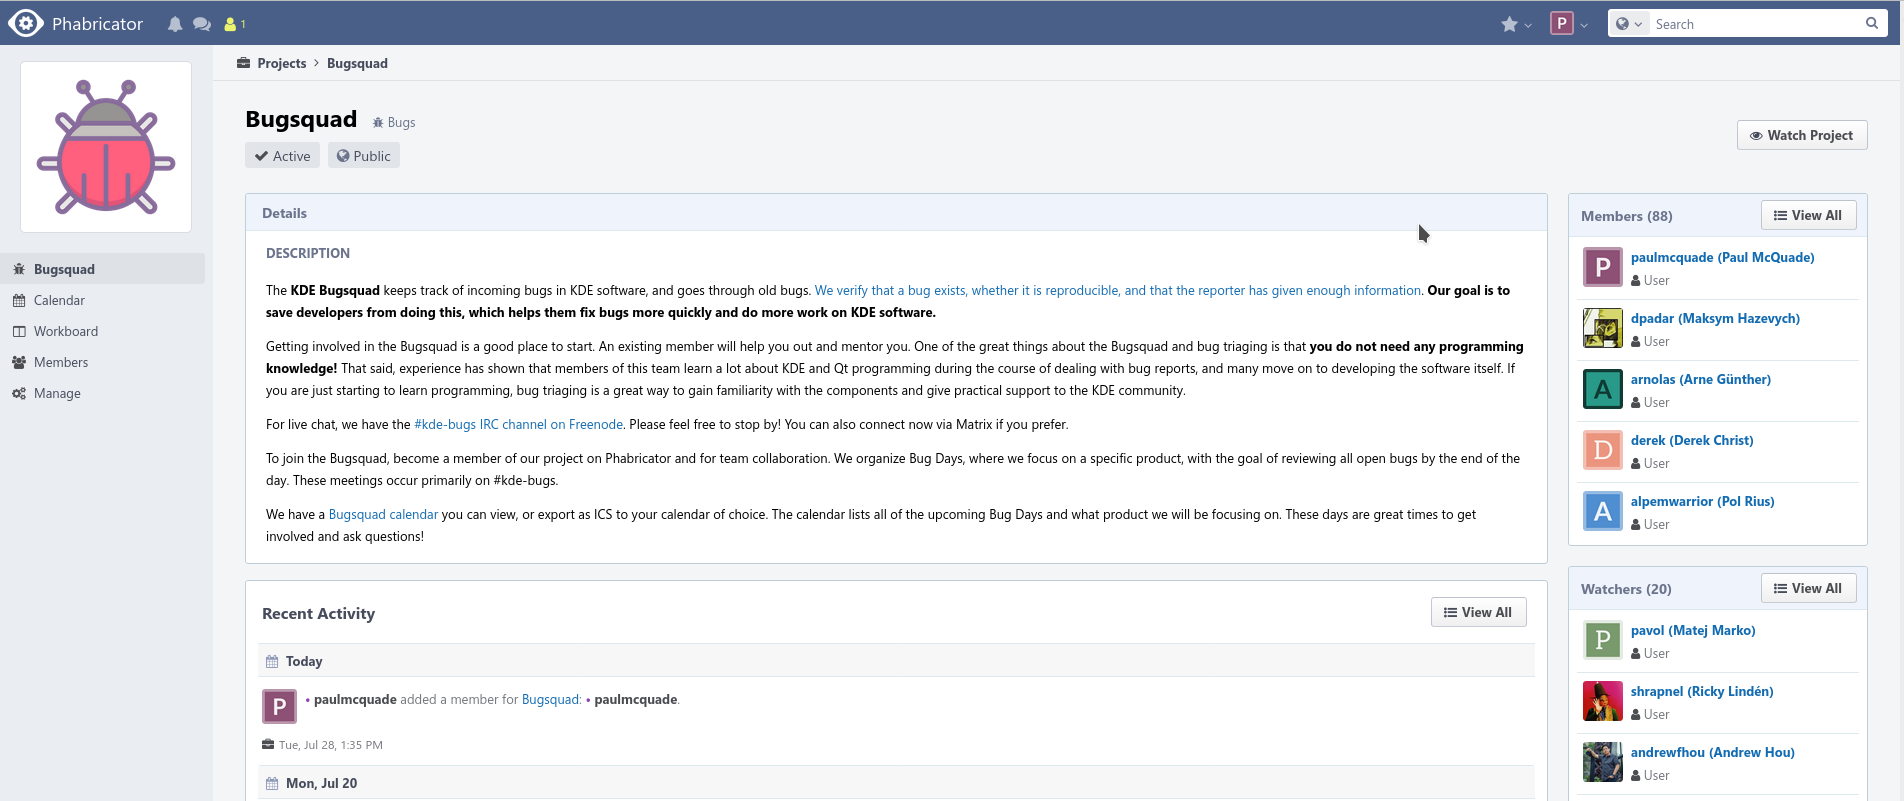 Phabricator
1
P
Search
Projects > Bugsquad
Bugsquad
Bugs
Active
Public
Watch Project
Bugsquad
Calendar
Workboard
Members
Manage
Details
DESCRIPTION
The KDE Bugsquad keeps track of incoming bugs in KDE software, and goes through old bugs. We verify that a bug exists, whether it is reproducible, and that the reporter has given enough information. Our goal is to
save developers from doing this, which helps them fix bugs more quickly and do more work on KDE software.
Getting involved in the Bugsquad is a good place to start. An existing member will help you out and mentor you. One of the great things about the Bugsquad and bug triaging is that you do not need any programming
knowledge! That said, experience has shown that members of this team learn a lot about KDE and Qt programming during the course of dealing with bug reports, and many move on to developing the software itself. If
you are just starting to learn programming, bug triaging is a great way to gain familiarity with the components and give practical support to the KDE community.
For live chat, we have the #kde-bugs IRC channel on Freenode. Please feel free to stop by! You can also connect now via Matrix if you prefer.
To join the Bugsquad, become a member of our project on Phabricator and for team collaboration. We organize Bug Days, where we focus on a specific product, with the goal of reviewing all open bugs by the end of the
day. These meetings occur primarily on #kde-bugs.
We have a Bugsquad calendar you can view, or export as ICS to your calendar of choice. The calendar lists all of the upcoming Bug Days and what product we will be focusing on. These days are great times to get
involved and ask questions!
Recent Activity
View All
Today
P
• paulmcquade added a member for Bugsquad: • paulmcquade.
Tue, Jul 28, 1:35 PM
Mon, Jul 20
Members (88)
View All
P
paulmcquade (Paul McQuade)
User
dpadar (Maksym Hazevych)
User
A
arnolas (Arne Günther)
User
D
derek (Derek Christ)
User
A
alpemwarrior (Pol Rius)
User
Watchers (20)
View All
P
pavol (Matej Marko)
User
shrapnel (Ricky Lindén)
User
andrewfhou (Andrew Hou)
User